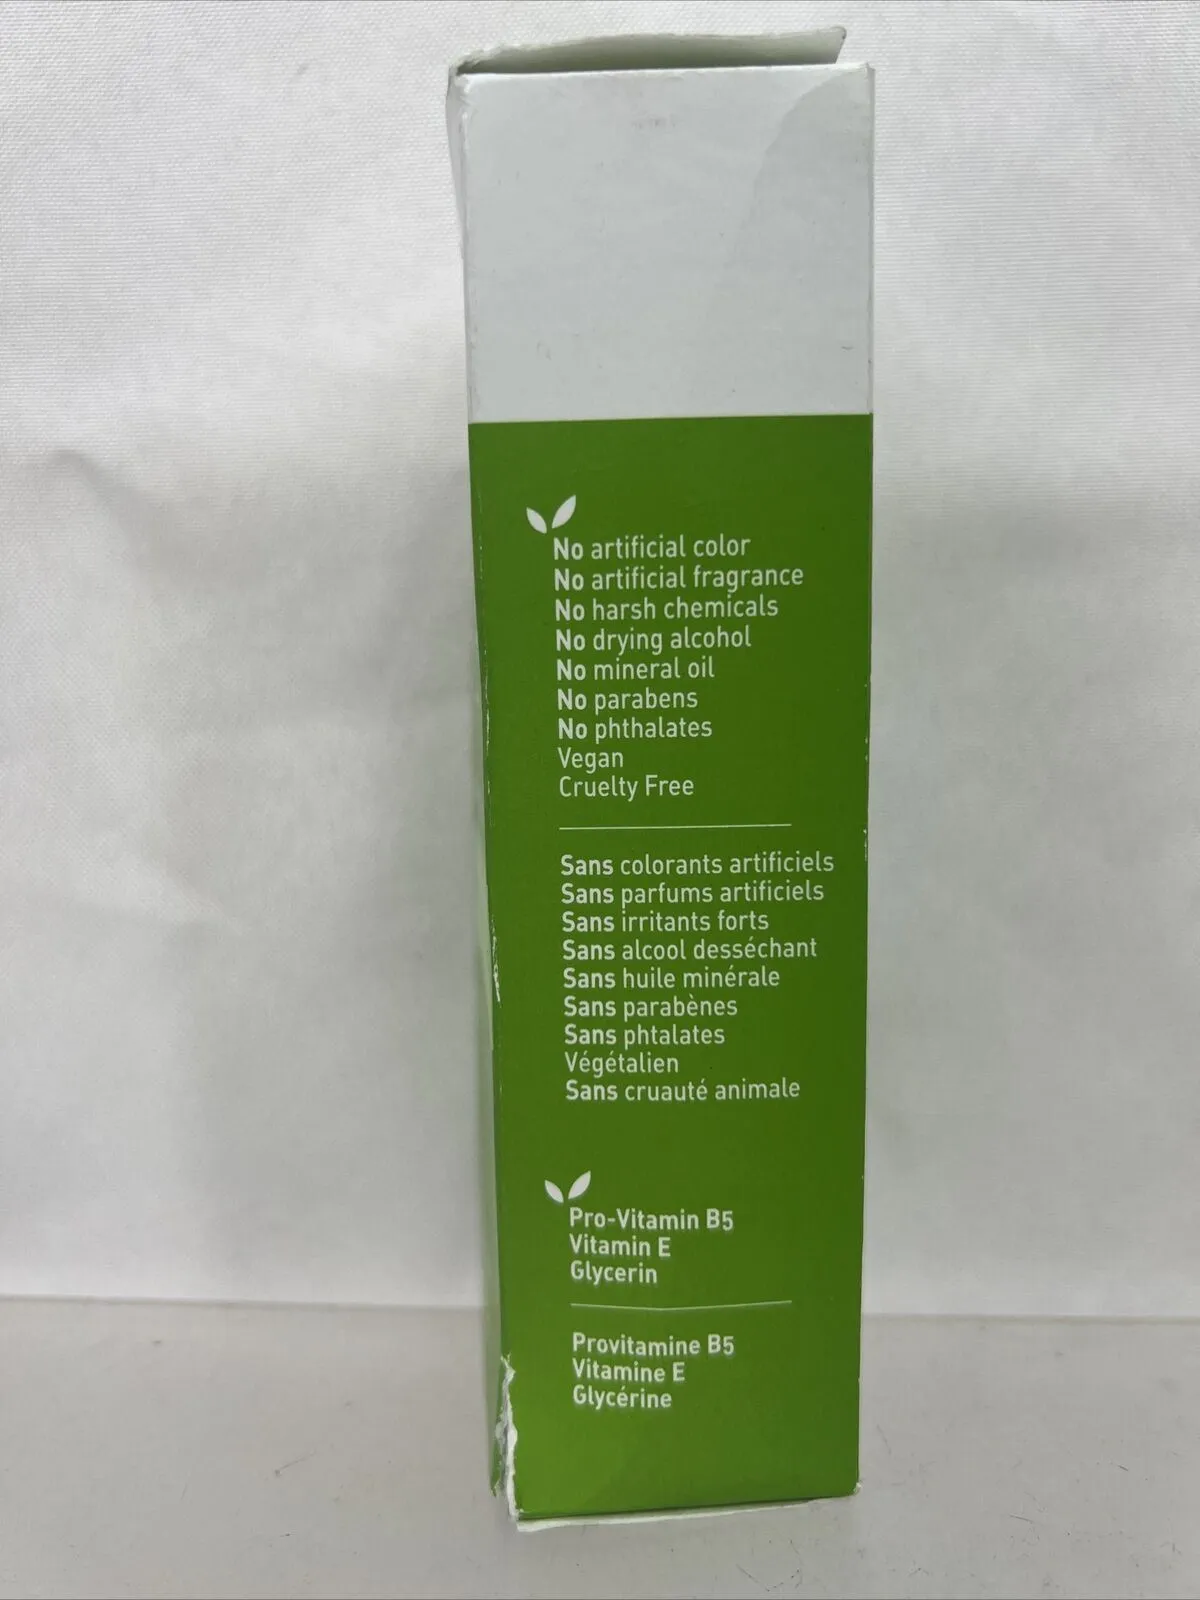 No artificial color
No artificial fragrance
No harsh chemicals
No drying alcohol
No mineral oil
No parabens
No phthalates
Vegan
Cruelty Free
Sans colorants artificiels
Sans parfums artificiels
Sans irritants forts
Sans alcool desséchant
Sans huile minérale
Sans parabènes
Sans phtalates
Végétalien
Sans cruauté animale
Pro-Vitamin B5
Vitamin E
Glycerin
Provitamine B5
Vitamine E
Glycérine